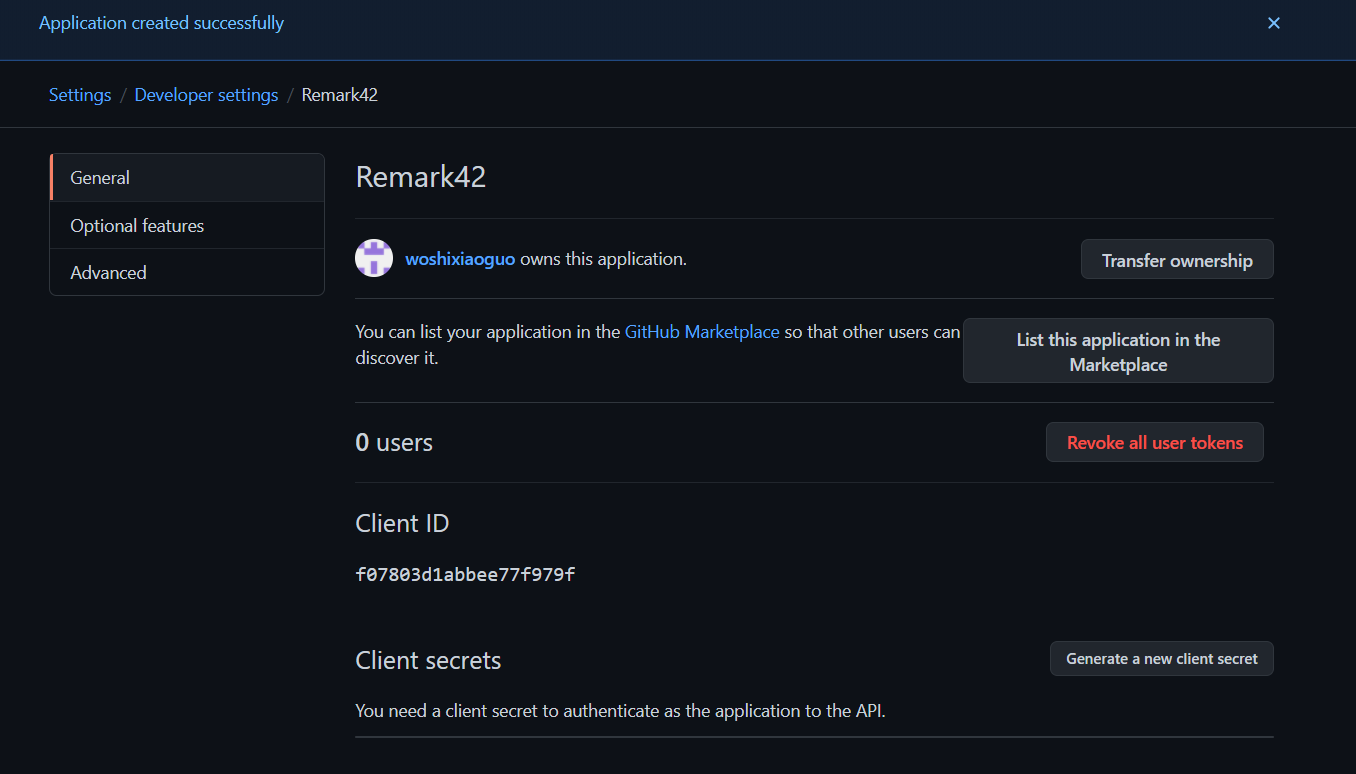 Application created successfully
Settings / Developer settings / Remark42
General
Optional features
Advanced
Remark42
woshixiaoguo owns this application.
Transfer ownership
You can list your application in the GitHub Marketplace so that other users can
discover it.
List this application in the
Marketplace
0 users
Revoke all user tokens
Client ID
f07803d1abbee77f979f
Client secrets
Generate a new client secret
You need a client secret to authenticate as the application to the API.